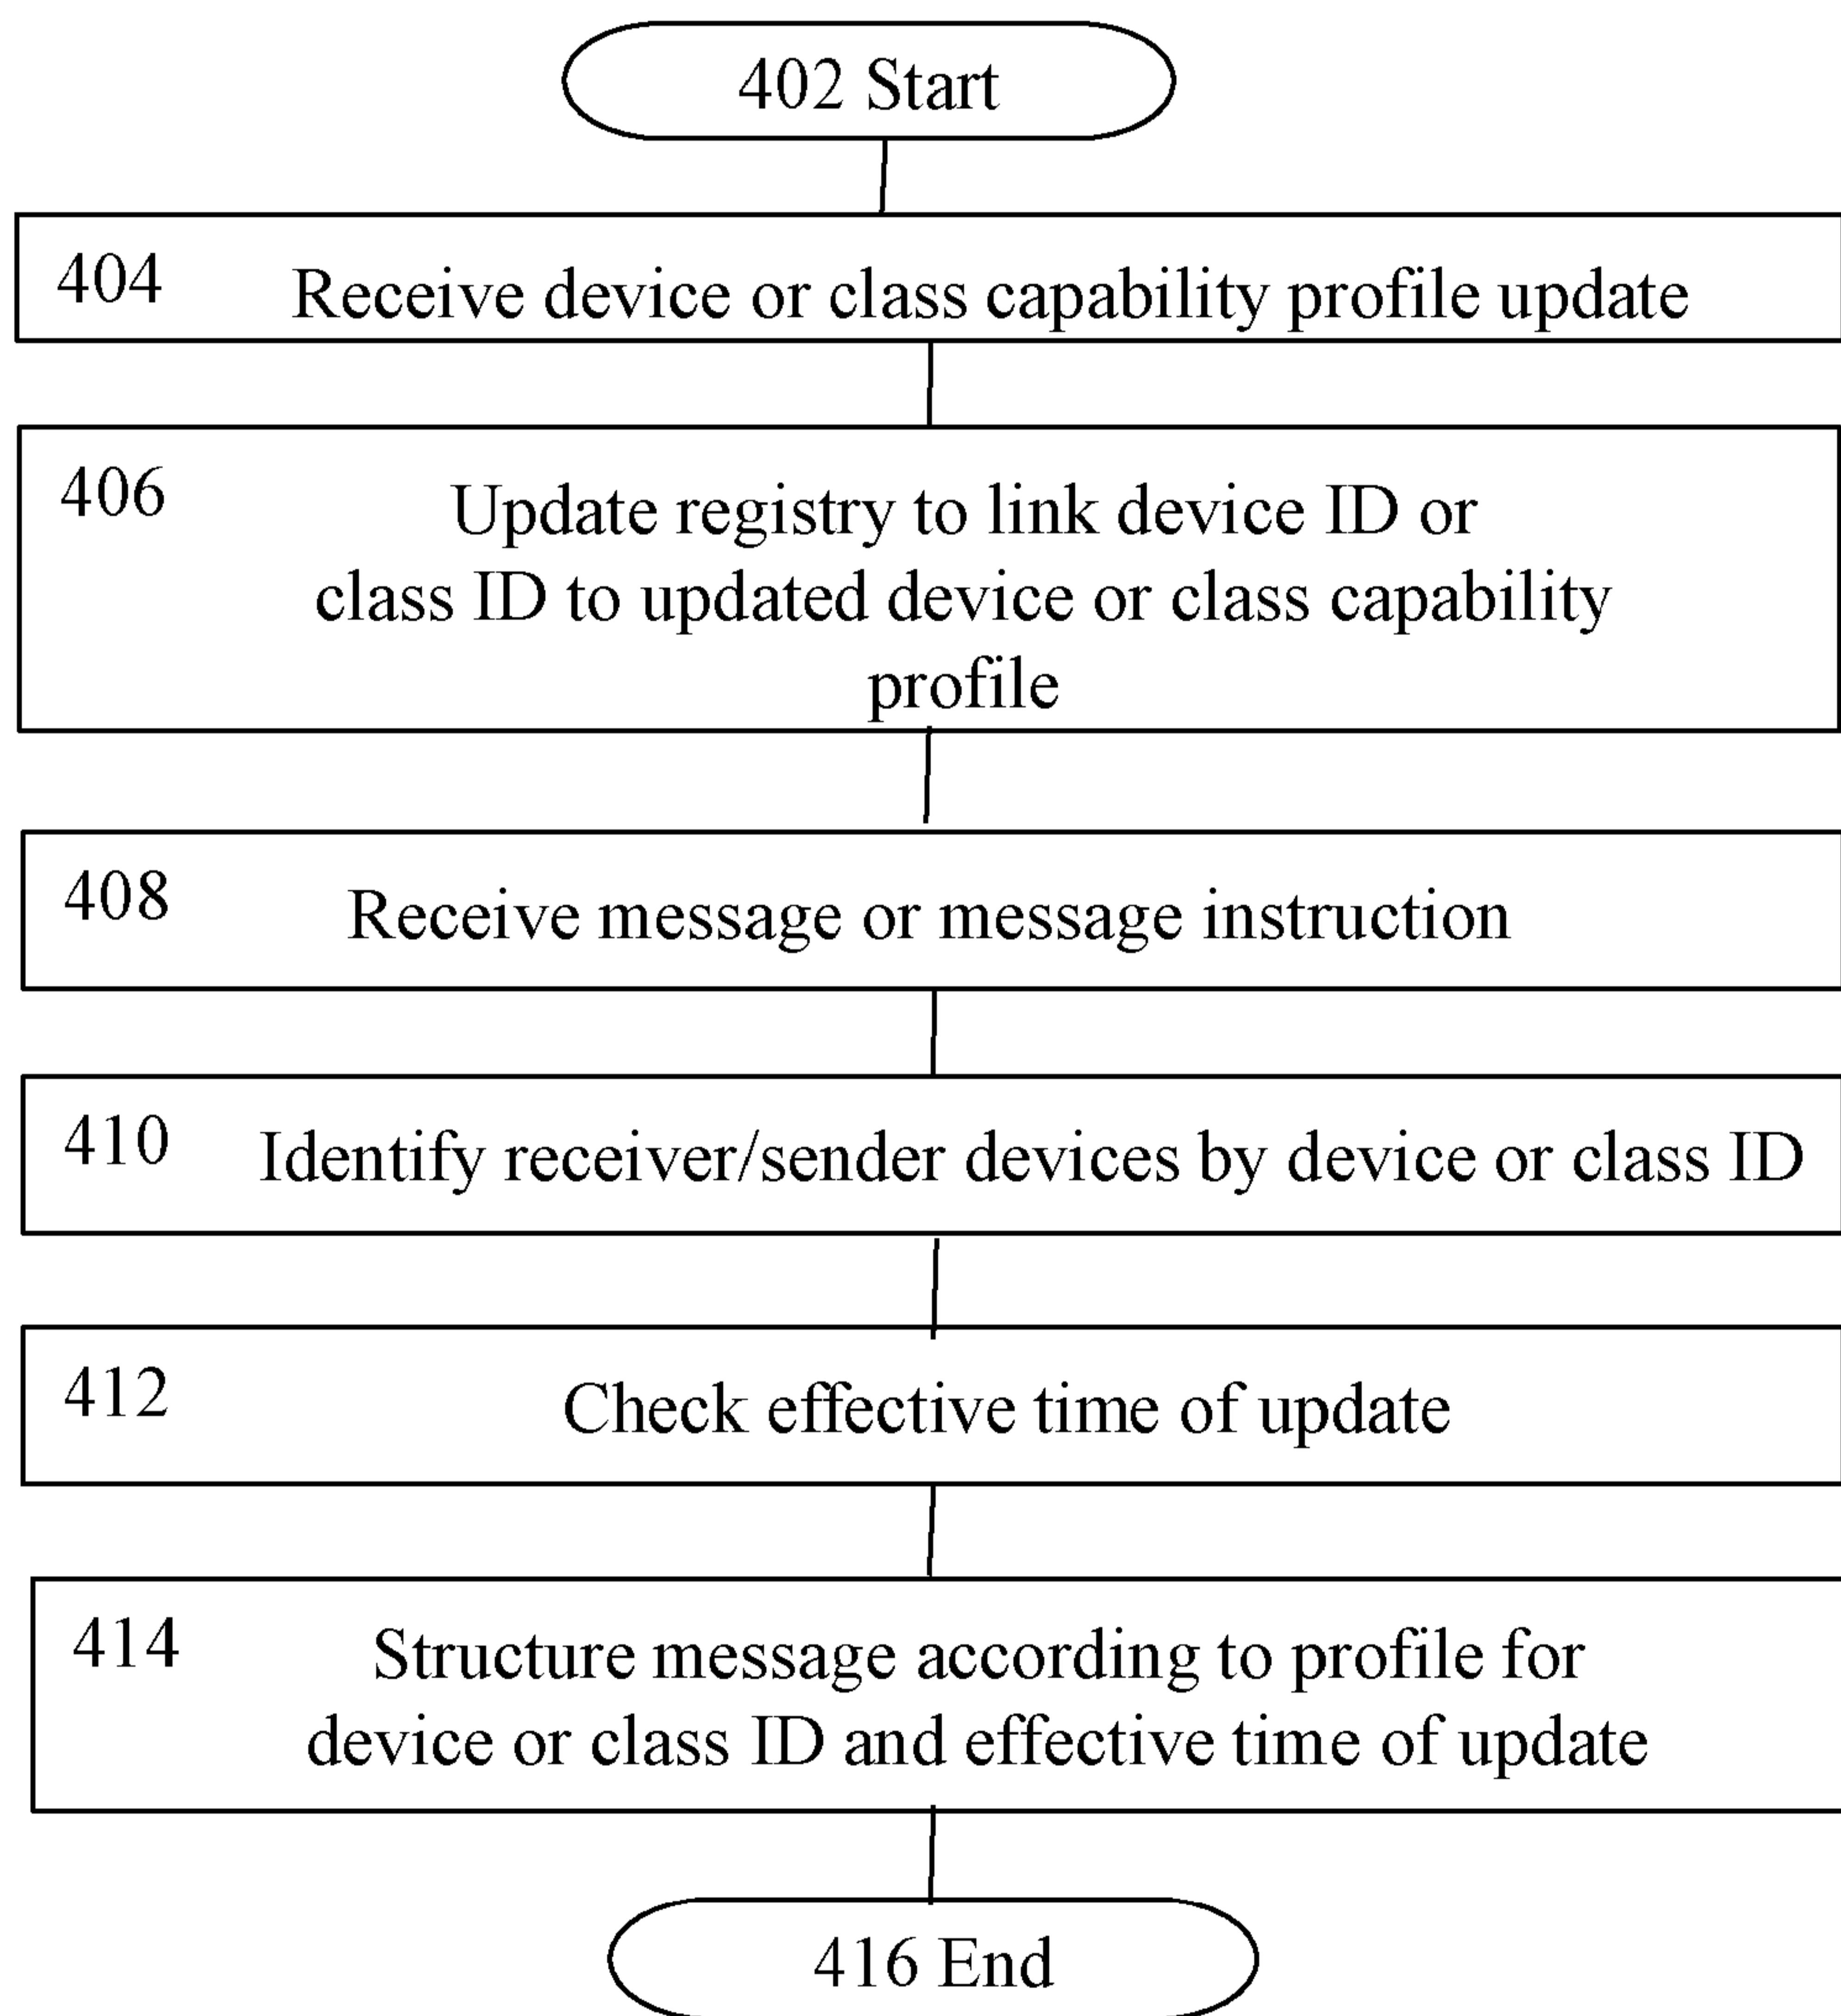 402 Start
404 Receive device or class capability profile update
406 Update registry to link device ID or
class ID to updated device or class capability
profile
408 Receive message or message instruction
410 Identify receiver/sender devices by device or class ID
412 Check effective time of update
414 Structure message according to profile for
device or class ID and effective time of update
416 End